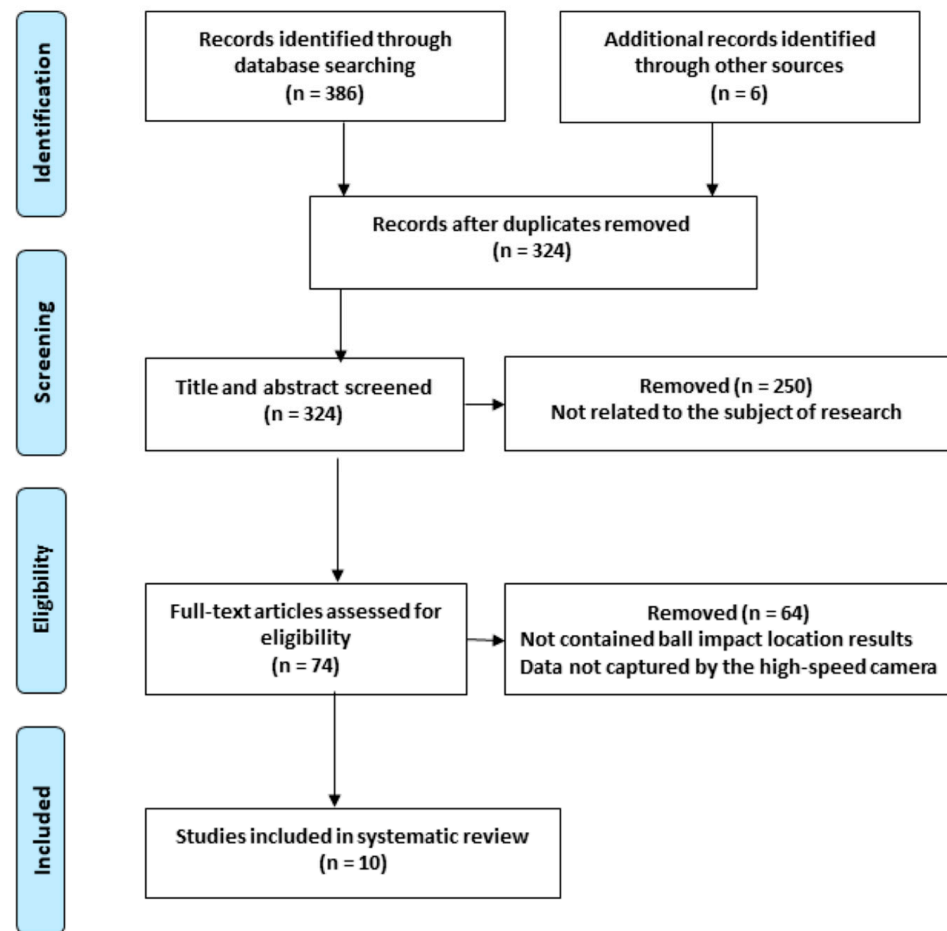 Identification
Records identified through
database searching
(n = 386)
Additional records identified
through other sources
(n = 6)
Records after duplicates removed
(n = 324)
Screening
Title and abstract screened
(n = 324)
Removed (n = 250)
Not related to the subject of research
Eligibility
Full-text articles assessed for
eligibility
(n = 74)
Removed (n = 64)
Not contained ball impact location results
Data not captured by the high-speed camera
Included
Studies included in systematic review
(n = 10)